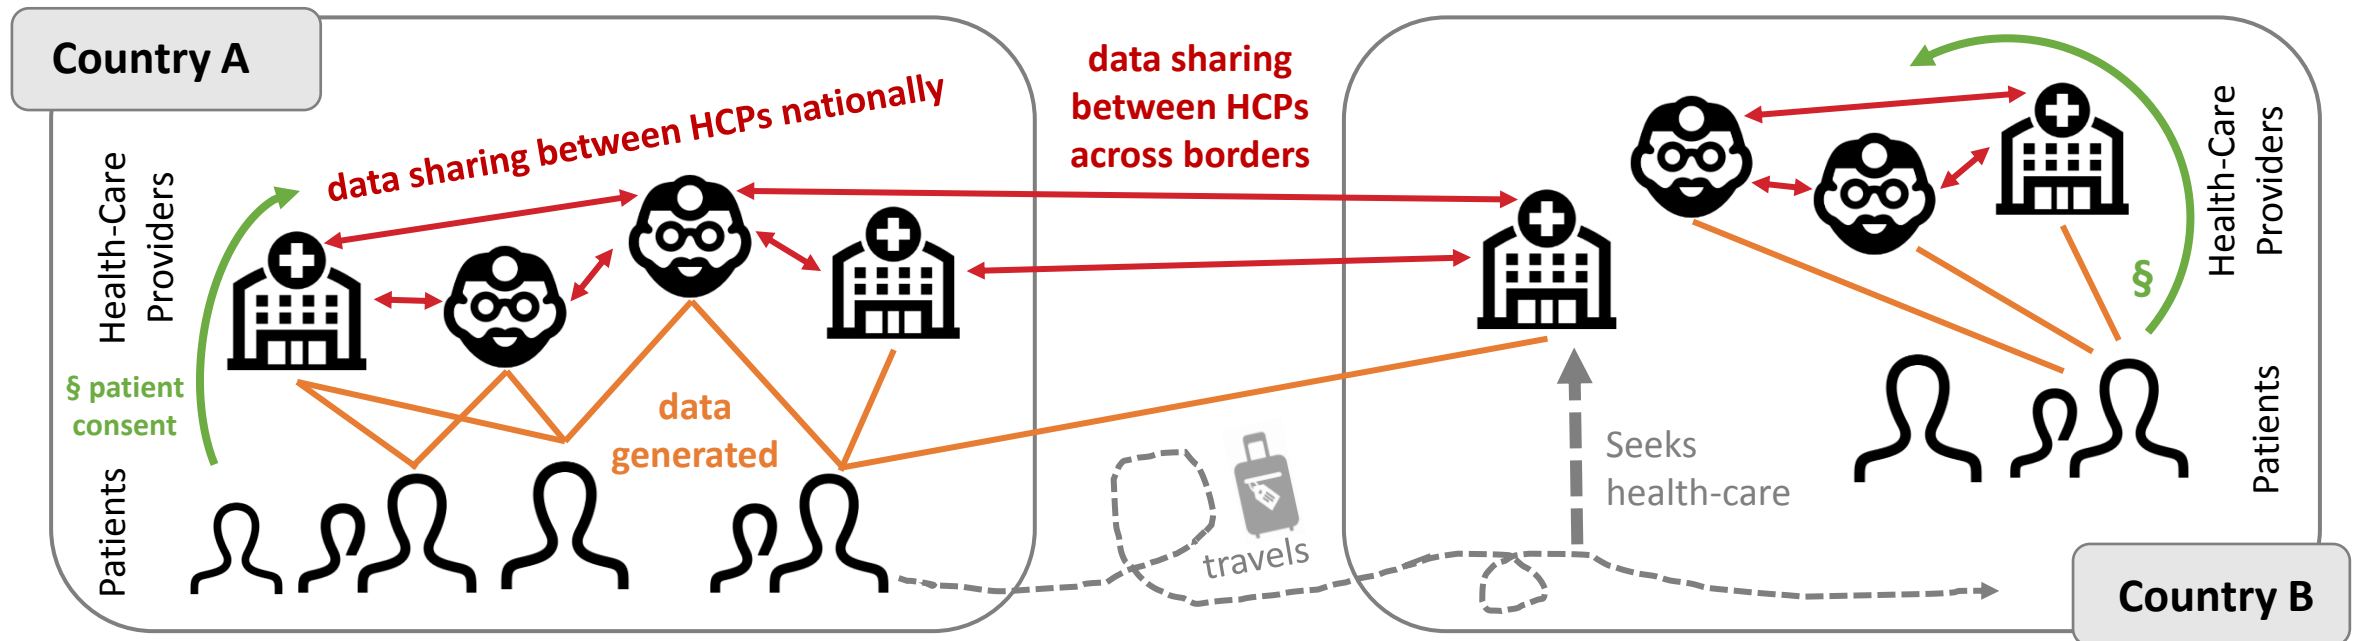 Country A
data sharing between HCPs nationally
Health-Care
Providers
§ patient
consent
Patients
data
generated
data sharing
between HCPs
across borders
travels
Seeks
health-care
Health-Care
Providers
§
Patients
Country B